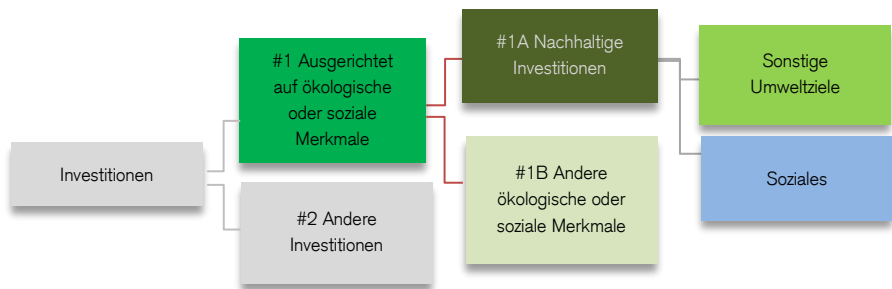 Investitionen
#1 Ausgerichtet
auf ökologische
oder soziale
Merkmale
#2 Andere
Investitionen
#1A Nachhaltige
Investitionen
#1B Andere
ökologische oder
soziale Merkmale
Sonstige
Umweltziele
Soziales